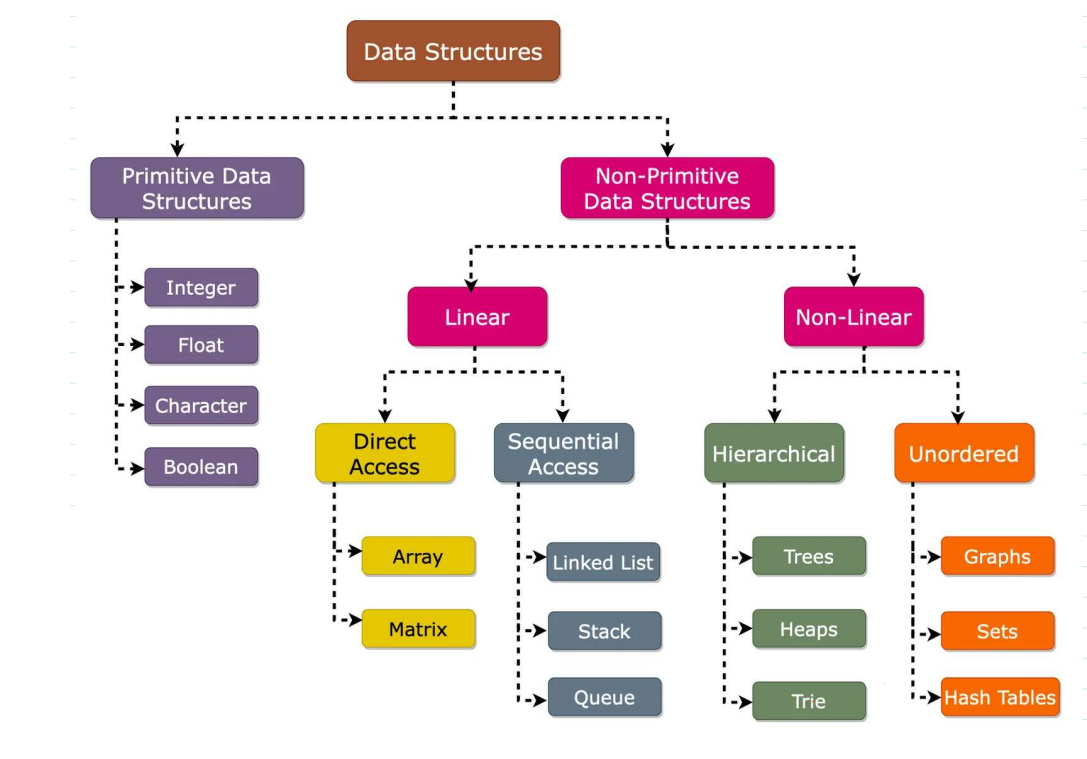 Data Structures
Primitive Data
Structures
Non-Primitive
Data Structures
Integer
Float
Character
Boolean
Linear
Non-Linear
Direct
Access
Sequential
Access
Hierarchical
Unordered
Array
Matrix
Linked List
Stack
Queue
Trees
Heaps
Trie
Graphs
Sets
Hash Tables